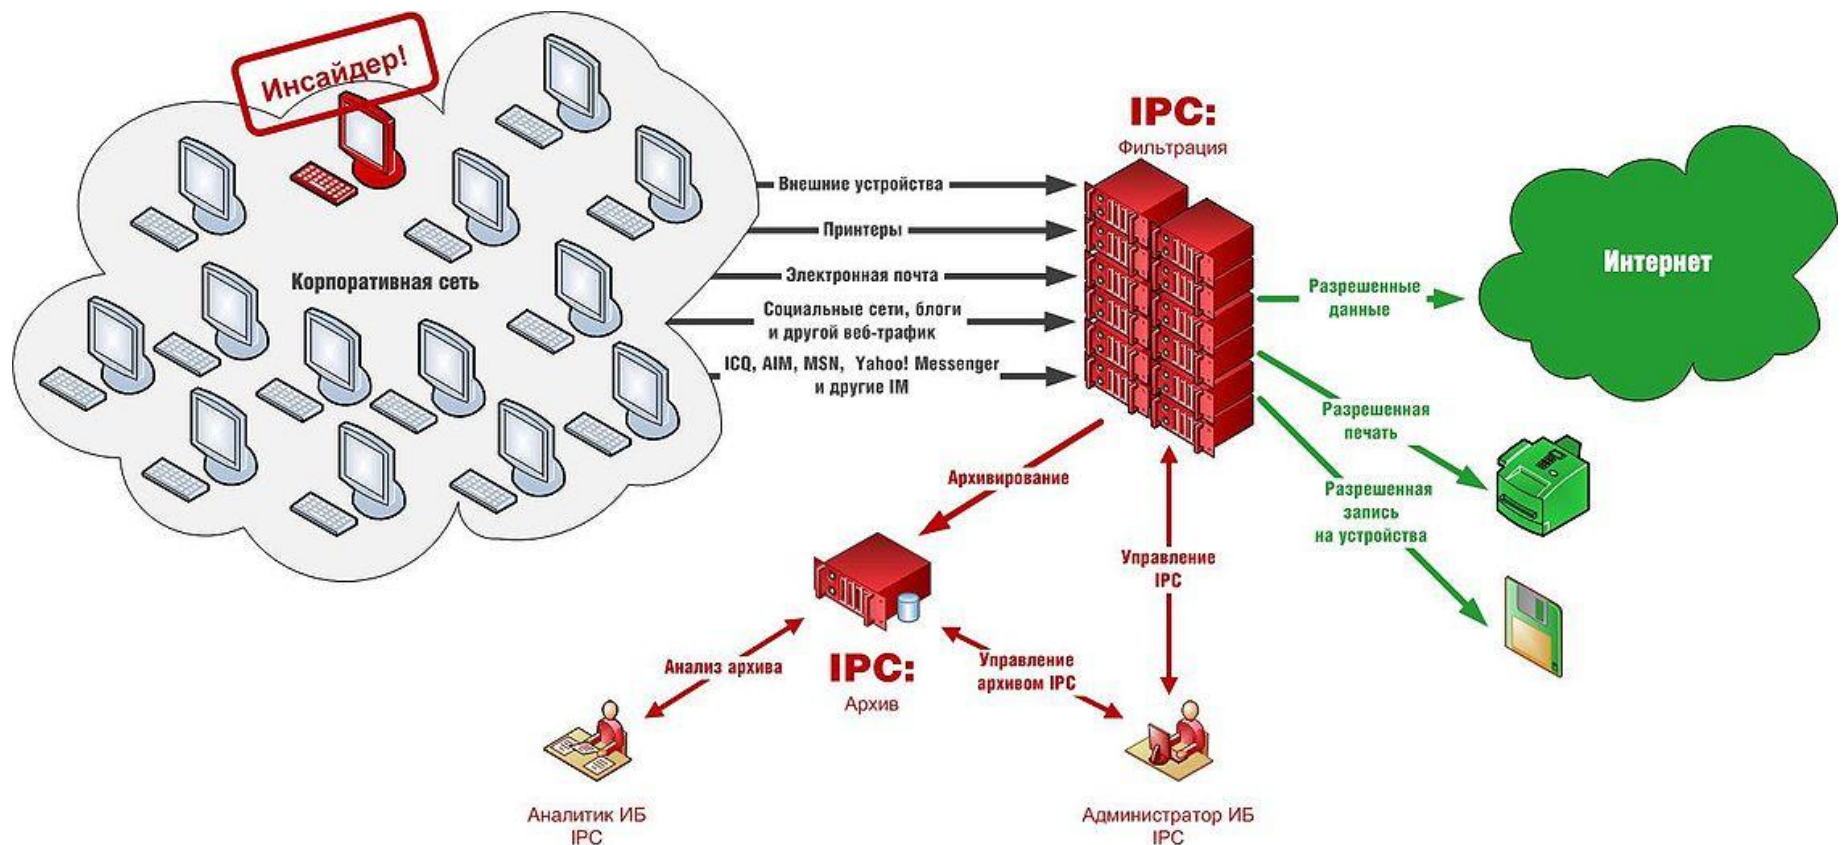 Инсайдер!
Корпоративная сеть
Внешние устройства
Принтеры
Электронная почта
Социальные сети, блоги
и другой веб-трафик
ICQ, AIM, MSN, Yahoo! Messenger
и другие IM
IPC:
Фильтрация
Разрешенные
данные
Интернет
Разрешенная
печать
Разрешенная
запись
на устройства
Архивирование
Управление
IPC
IPC:
Архив
Анализ архива
Управление
архивом IPC
Аналитик ИБ
IPC
Администратор ИБ
IPC